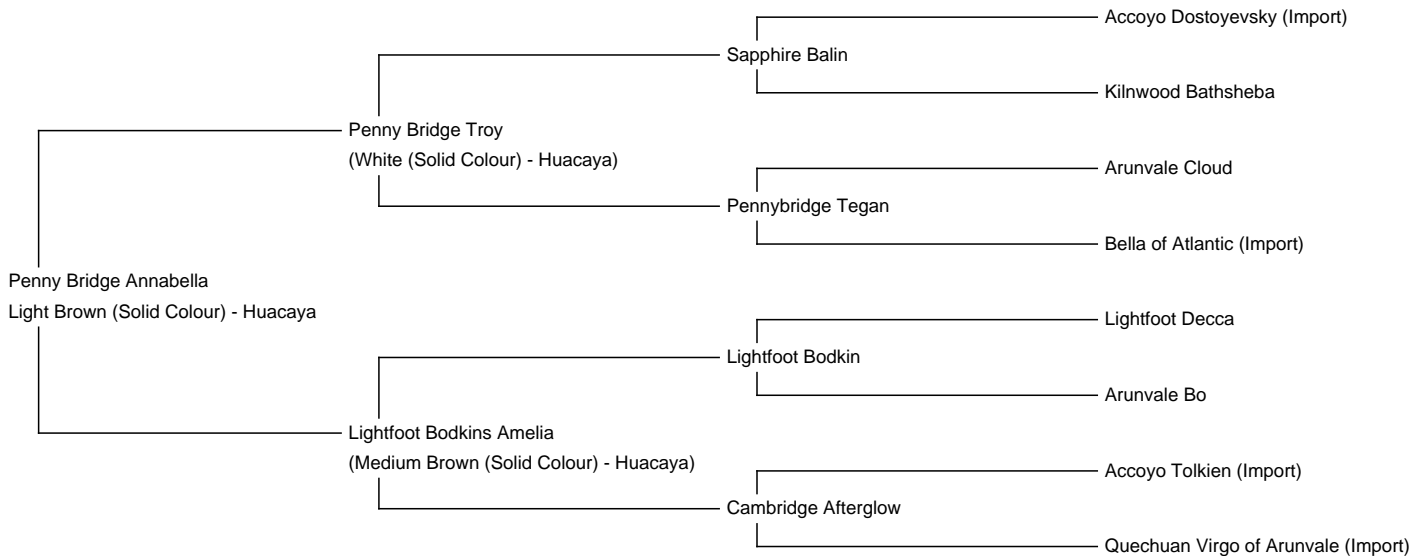 Accoyo Dostoyevsky (Import)
Sapphire Balin
Kilnwood Bathsheba
Penny Bridge Troy
(White (Solid Colour) - Huacaya)
Arunvale Cloud
Pennybridge Tegan
Bella of Atlantic (Import)
Penny Bridge Annabella
Light Brown (Solid Colour) - Huacaya
Lightfoot Decca
Lightfoot Bodkin
Arunvale Bo
Lightfoot Bodkins Amelia
(Medium Brown (Solid Colour) - Huacaya)
Accoyo Tolkien (Import)
Cambridge Afterglow
Quechuan Virgo of Arunvale (Import)